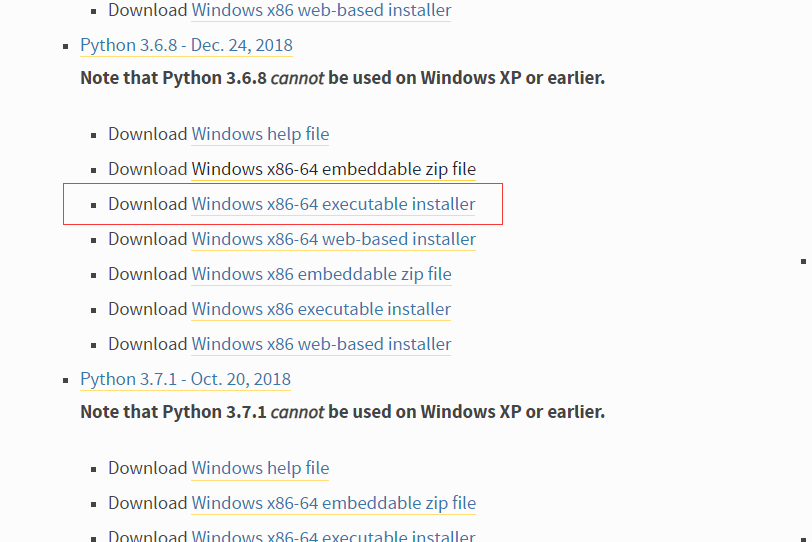 Download Windows x86 web-based installer
Python 3.6.8 - Dec. 24, 2018
Note that Python 3.6.8 cannot be used on Windows XP or earlier.
Download Windows help file
Download Windows x86-64 embeddable zip file
Download Windows x86-64 executable installer
Download Windows x86-64 web-based installer
Download Windows x86 embeddable zip file
Download Windows x86 executable installer
Download Windows x86 web-based installer
Python 3.7.1 - Oct. 20, 2018
Note that Python 3.7.1 cannot be used on Windows XP or earlier.
Download Windows help file
Download Windows x86-64 embeddable zip file
Download Windows x86-64 executable installer